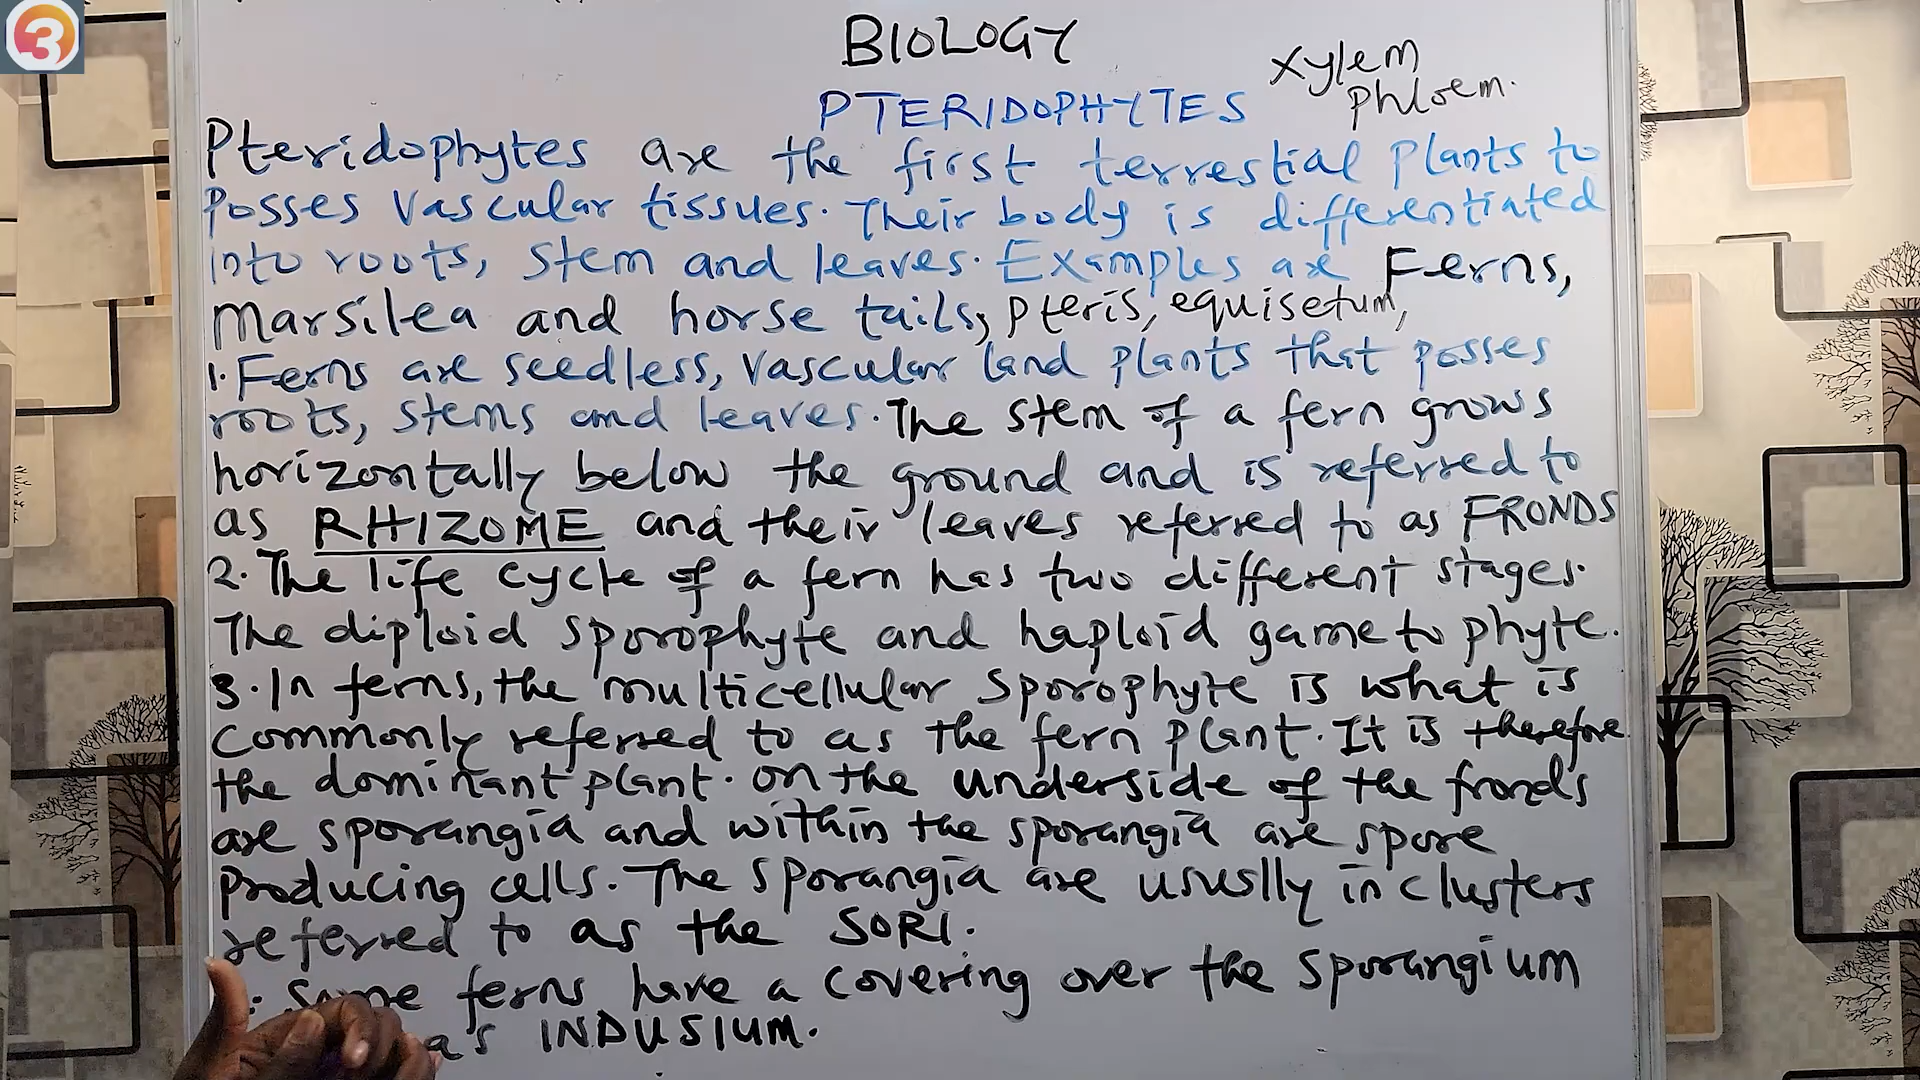 3
BIOLOGY
Xylem
Phloem.
PTERIDOPHYTES
Pteridophytes are the first terrestial plants to
Posses vascular tissues. Their body is differentiated
into roots, stem and leaves. Examples are Ferns,
Marsilea and horse tails, pteris, equisetum,
1. Ferns are seedless, vascular land plants that posses
roots, stems and leaves. The stem of a fern grows
horizontally below the ground and is referred to
as RHIZOME and their leaves referred to as FRONDS
2. The life cycle of a fern has two different stages.
The diploid sporophyte and haploid gametophyte.
3. In ferns, the multicellular sporophyte is what is
commonly referred to as the fern plant. It is therefore
the dominant plant. On the underside of the fronds
are sporangia and within the sporangia are spore
producing cells. The sporangia are ususlly in clusters
referred to as the SORI.
Some ferns have a covering over the sporangium
as INDUSIUM.